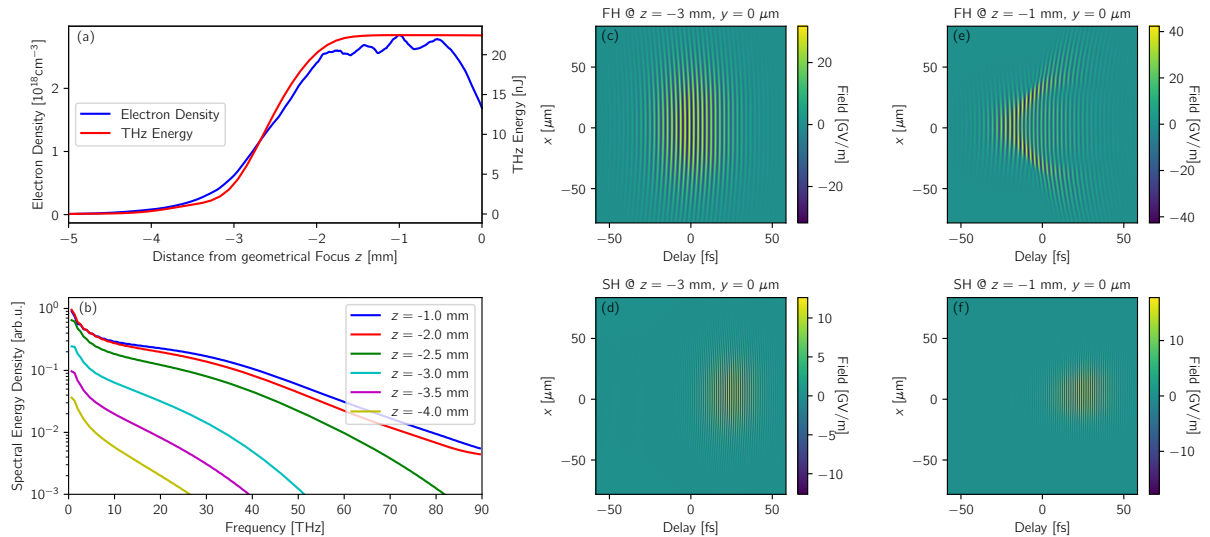 (a)
Electron Density [10^18 cm^−3]
2
1
0
Electron Density
THz Energy
20
15
10
5
0
THz Energy [nJ]
−5 −4 −3 −2 −1 0
Distance from geometrical Focus z [mm]
(b)
Spectral Energy Density [arb.u.]
10^0
10^−1
10^−2
10^−3
z = -1.0 mm
z = -2.0 mm
z = -2.5 mm
z = -3.0 mm
z = -3.5 mm
z = -4.0 mm
0 10 20 30 40 50 60 70 80 90
Frequency [THz]
FH @ z = −3 mm, y = 0 μm
(c)
x [μm]
50
0
−50
−50 0 50
Delay [fs]
20
0
−20
Field [GV/m]
FH @ z = −1 mm, y = 0 μm
(e)
x [μm]
50
0
−50
−50 0 50
Delay [fs]
40
20
0
−20
−40
Field [GV/m]
SH @ z = −3 mm, y = 0 μm
(d)
x [μm]
50
0
−50
−50 0 50
Delay [fs]
10
5
0
−5
−10
Field [GV/m]
SH @ z = −1 mm, y = 0 μm
(f)
x [μm]
50
0
−50
−50 0 50
Delay [fs]
10
0
−10
Field [GV/m]